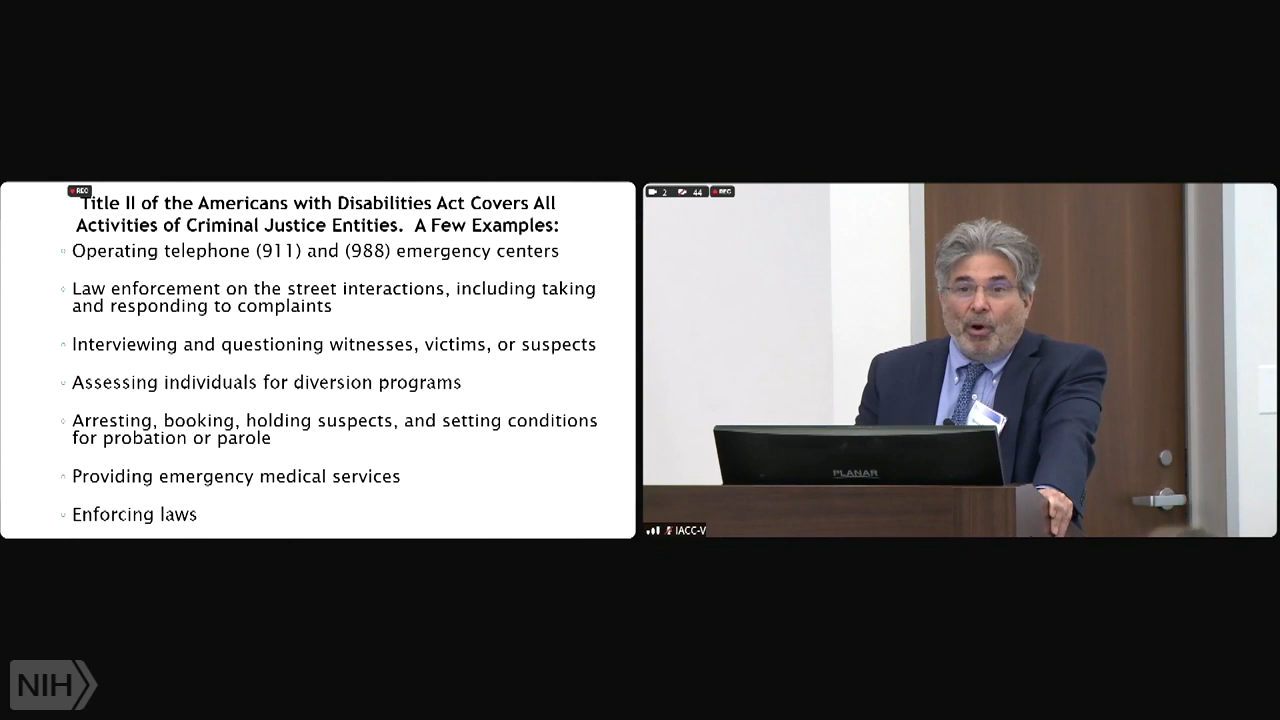 REC
Title II of the Americans with Disabilities Act Covers All
Activities of Criminal Justice Entities.  A Few Examples:
Operating telephone (911) and (988) emergency centers
Law enforcement on the street interactions, including taking
and responding to complaints
Interviewing and questioning witnesses, victims, or suspects
Assessing individuals for diversion programs
Arresting, booking, holding suspects, and setting conditions
for probation or parole
Providing emergency medical services
Enforcing laws
2 44 REC
PLANAR
IACC-V
NIH